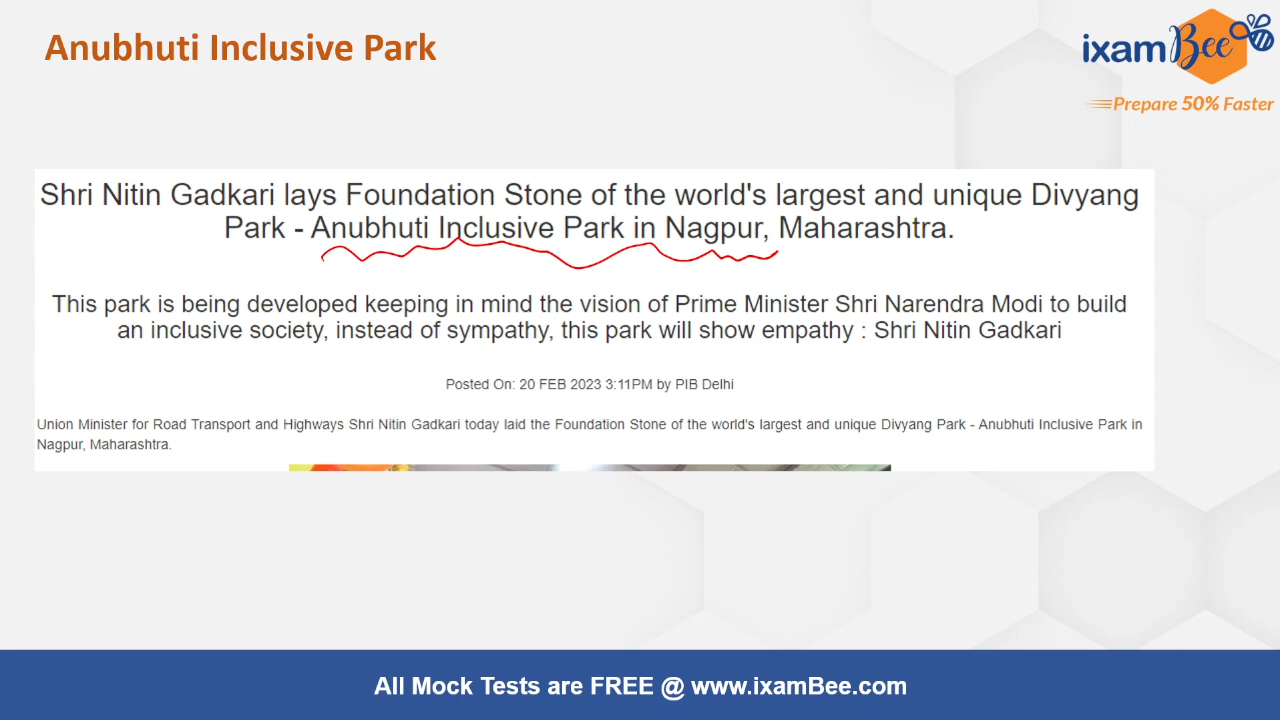 Anubhuti Inclusive Park
ixamBee
Prepare 50% Faster
Shri Nitin Gadkari lays Foundation Stone of the world's largest and unique Divyang
Park - Anubhuti Inclusive Park in Nagpur, Maharashtra.
This park is being developed keeping in mind the vision of Prime Minister Shri Narendra Modi to build
an inclusive society, instead of sympathy, this park will show empathy : Shri Nitin Gadkari
Posted On: 20 FEB 2023 3:11PM by PIB Delhi
Union Minister for Road Transport and Highways Shri Nitin Gadkari today laid the Foundation Stone of the world's largest and unique Divyang Park - Anubhuti Inclusive Park in
Nagpur, Maharashtra.
All Mock Tests are FREE @ www.ixamBee.com